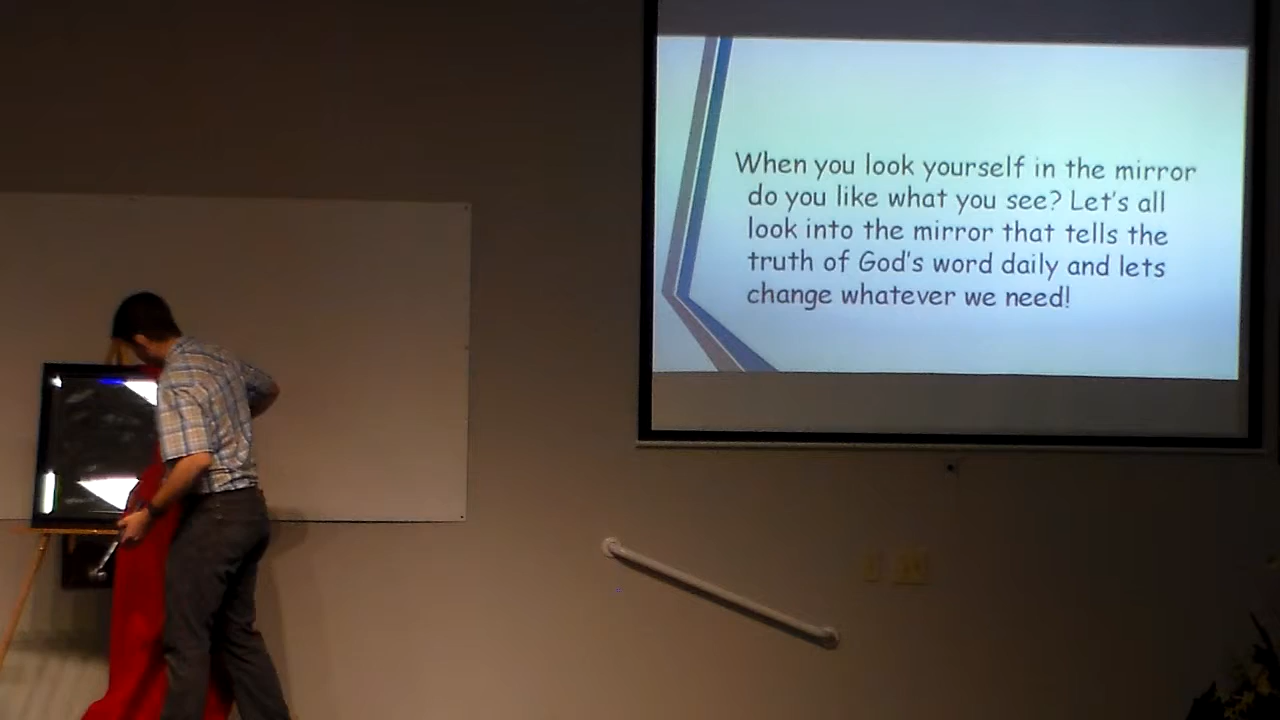 When you look yourself in the mirror
do you like what you see? Let's all
look into the mirror that tells the
truth of God's word daily and lets
change whatever we need!